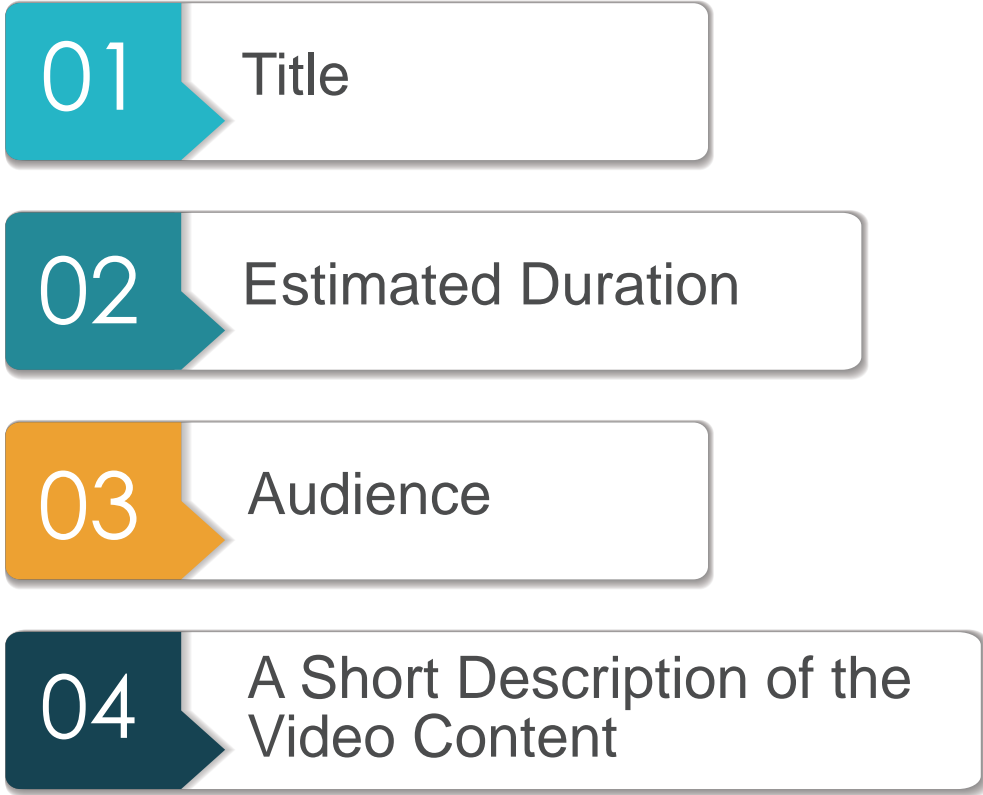 01 Title
02 Estimated Duration
03 Audience
04 A Short Description of the
Video Content